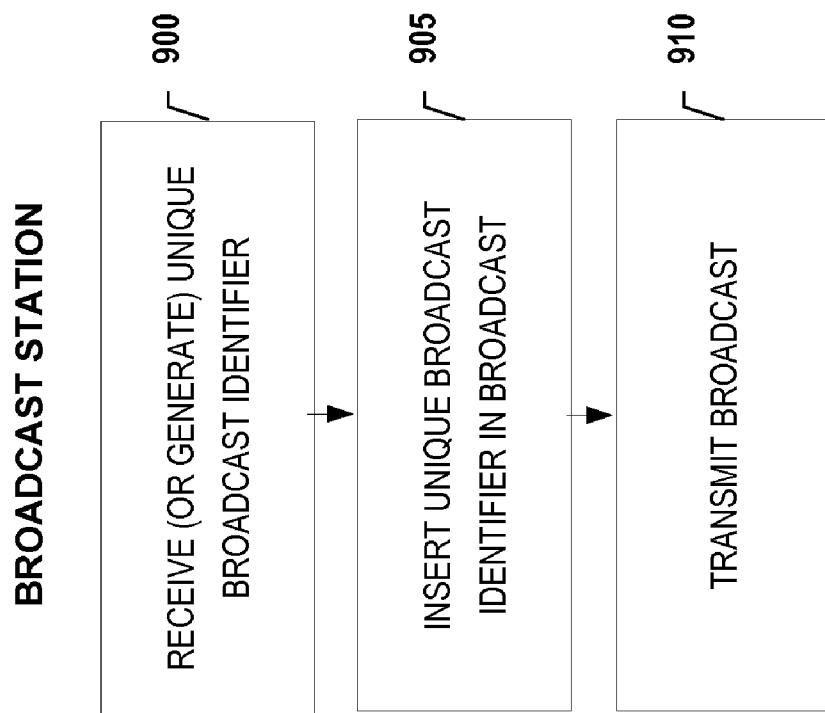 BROADCAST STATION
900
RECEIVE (OR GENERATE) UNIQUE
BROADCAST IDENTIFIER
905
INSERT UNIQUE BROADCAST
IDENTIFIER IN BROADCAST
910
TRANSMIT BROADCAST